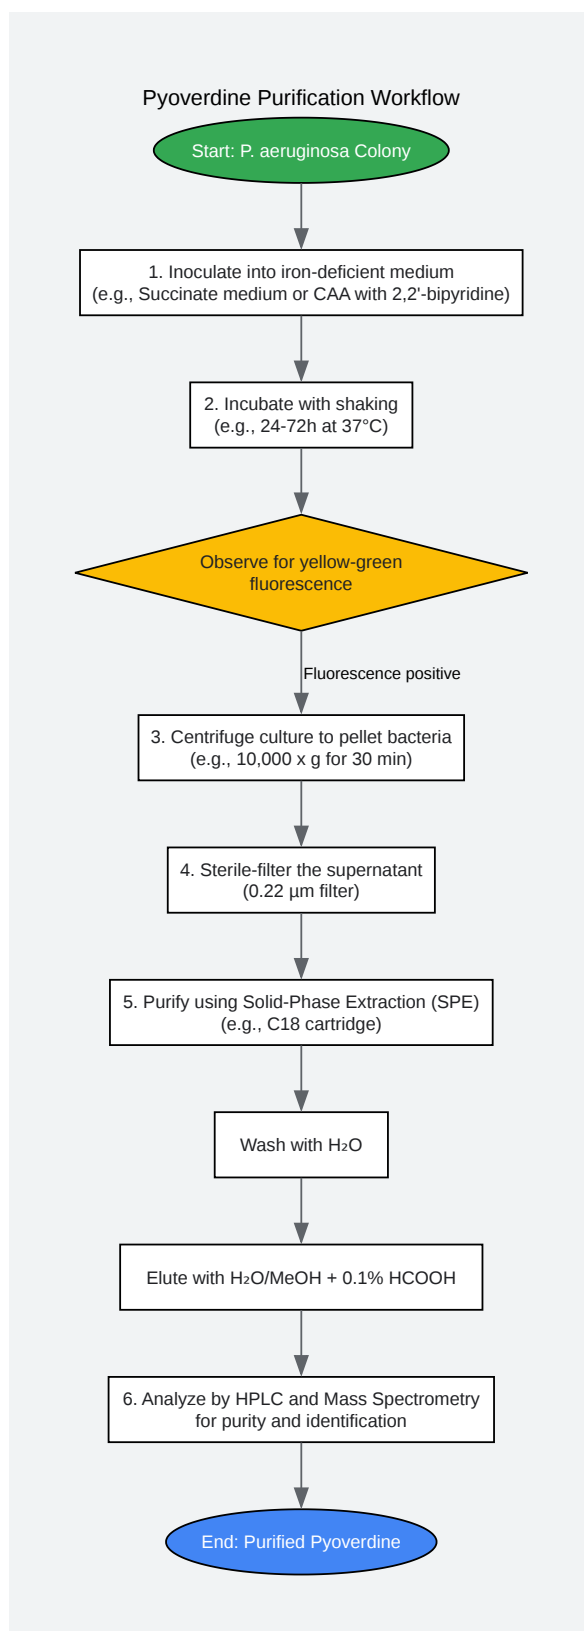 Pyoverdine Purification Workflow
Start: P. aeruginosa Colony
1. Inoculate into iron-deficient medium
(e.g., Succinate medium or CAA with 2,2'-bipyridine)
2. Incubate with shaking
(e.g., 24-72h at 37°C)
Observe for yellow-green
fluorescence
Fluorescence positive
3. Centrifuge culture to pellet bacteria
(e.g., 10,000 x g for 30 min)
4. Sterile-filter the supernatant
(0.22 µm filter)
5. Purify using Solid-Phase Extraction (SPE)
(e.g., C18 cartridge)
Wash with H₂O
Elute with H₂O/MeOH + 0.1% HCOOH
6. Analyze by HPLC and Mass Spectrometry
for purity and identification
End: Purified Pyoverdine